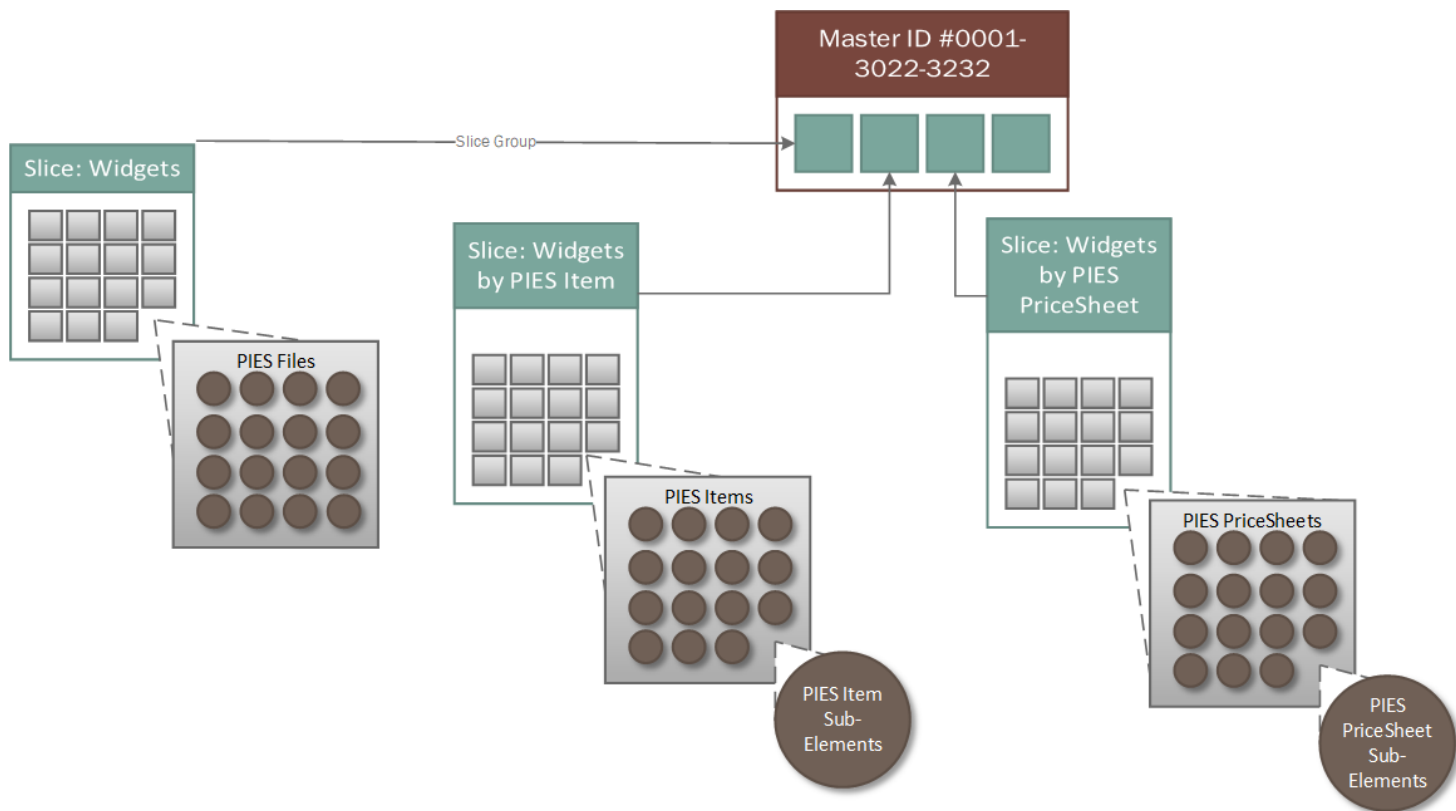 Master ID #0001-
3022-3232
Slice Group
Slice: Widgets
Slice: Widgets
by PIES Item
Slice: Widgets
by PIES
PriceSheet
PIES Files
PIES Items
PIES PriceSheets
PIES Item
Sub-
Elements
PIES
PriceSheet
Sub-
Elements